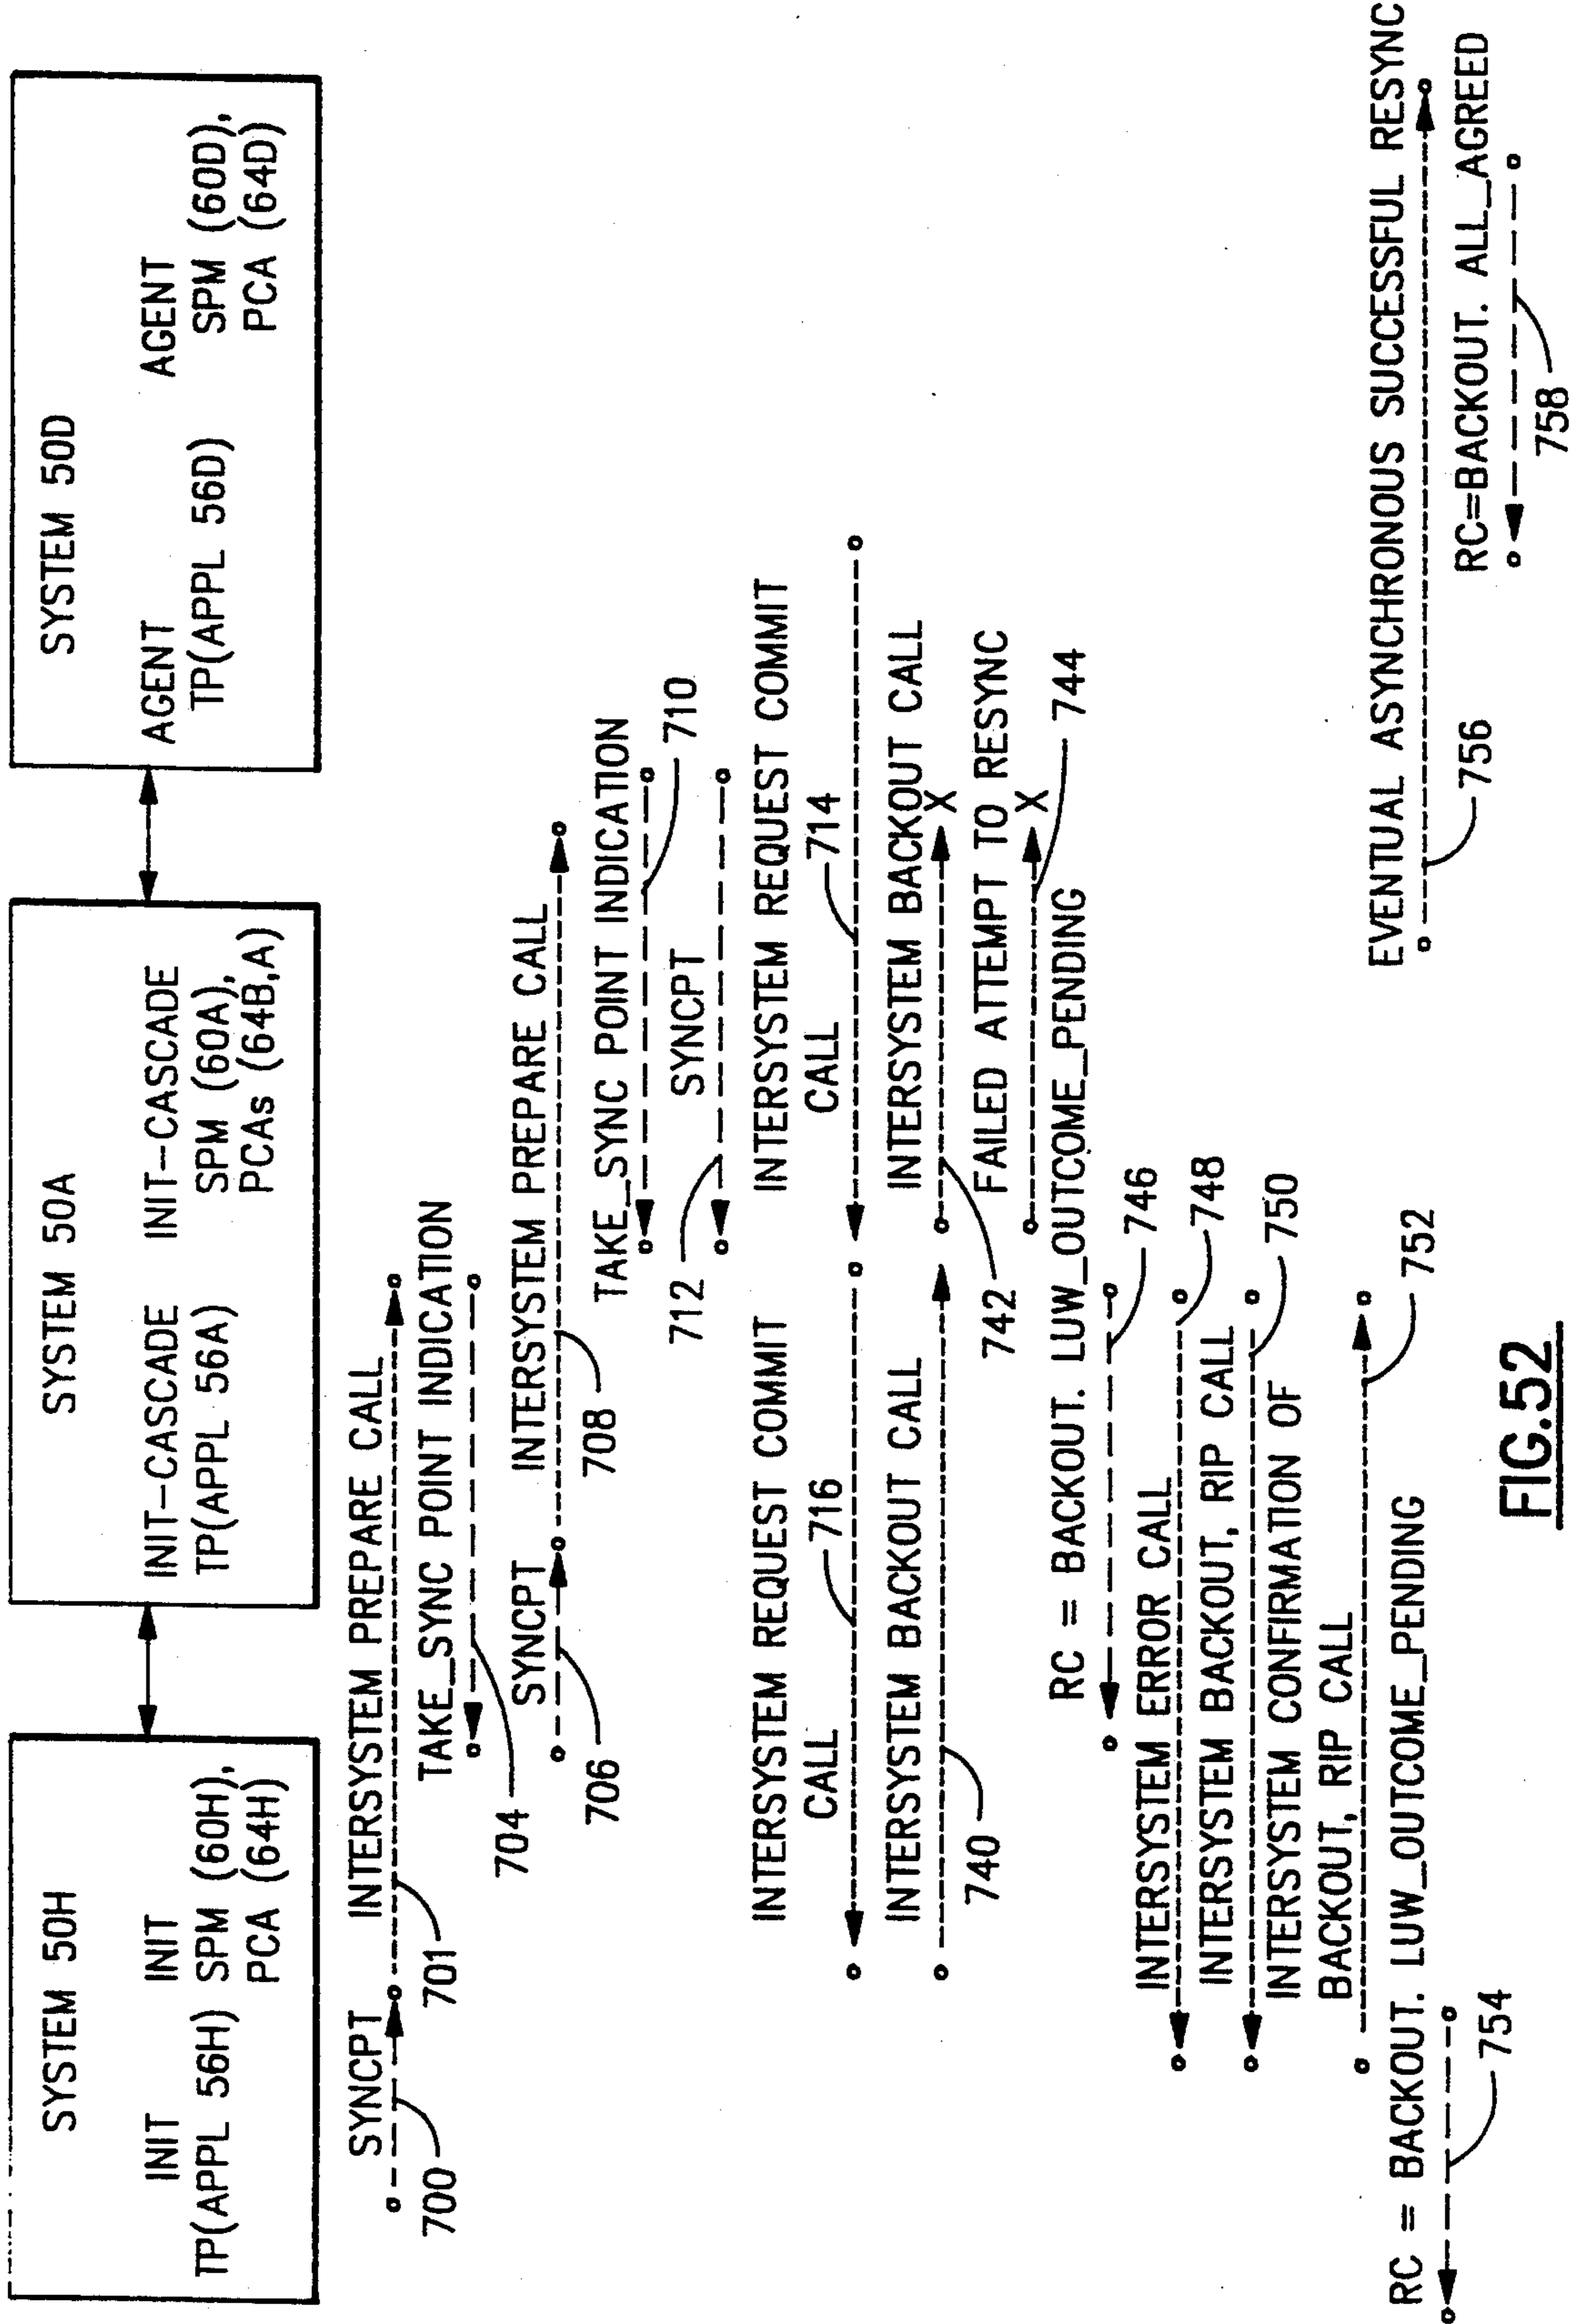 SYSTEM 50H
INIT INIT
TP(APPL 56H) SPM (60H),
PCA (64H)
SYSTEM 50A
INIT-CASCADE INIT-CASCADE
TP(APPL 56A) SPM (60A),
PCAs (64B,A)
SYSTEM 50D
AGENT AGENT
TP(APPL 56D) SPM (60D),
PCA (64D)
SYNCPT INTERSYSTEM PREPARE CALL
700 701
TAKE_SYNC POINT INDICATION
704
SYNCPT INTERSYSTEM PREPARE CALL
706 708
TAKE_SYNC POINT INDICATION
710
SYNCPT
712
INTERSYSTEM REQUEST COMMIT INTERSYSTEM REQUEST COMMIT
CALL 716 CALL 714
INTERSYSTEM BACKOUT CALL INTERSYSTEM BACKOUT CALL
X
740 742
FAILED ATTEMPT TO RESYNC
X
744
RC = BACKOUT. LUW_OUTCOME_PENDING
746
INTERSYSTEM ERROR CALL
748
INTERSYSTEM BACKOUT, RIP CALL
750
INTERSYSTEM CONFIRMATION OF
BACKOUT, RIP CALL
752
RC = BACKOUT. LUW_OUTCOME_PENDING
754
EVENTUAL ASYNCHRONOUS SUCCESSFUL RESYNC
756
RC=BACKOUT. ALL_AGREED
758
FIG.52